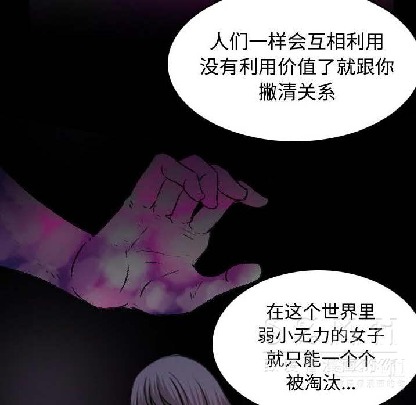 人们一样会互相利用
没有利用价值了就跟你
撇清关系
在这个世界里
弱小无力的女子
就只能一个个
被淘汰...